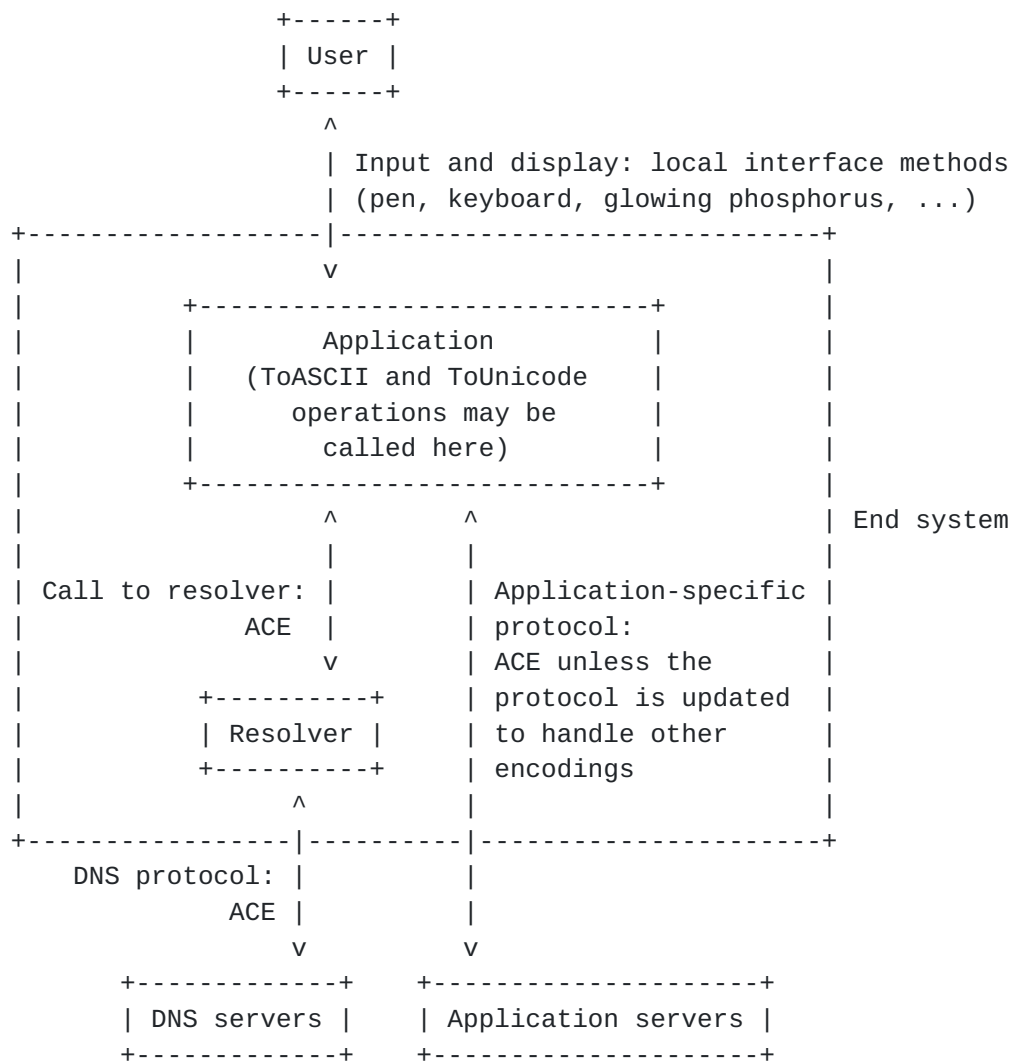 User
Input and display: local interface methods
(pen, keyboard, glowing phosphorus, ...)
Application
(ToASCII and ToUnicode
operations may be
called here)
End system
Call to resolver:
ACE
Application-specific
protocol:
ACE unless the
protocol is updated
to handle other
encodings
Resolver
DNS protocol:
ACE
DNS servers
Application servers